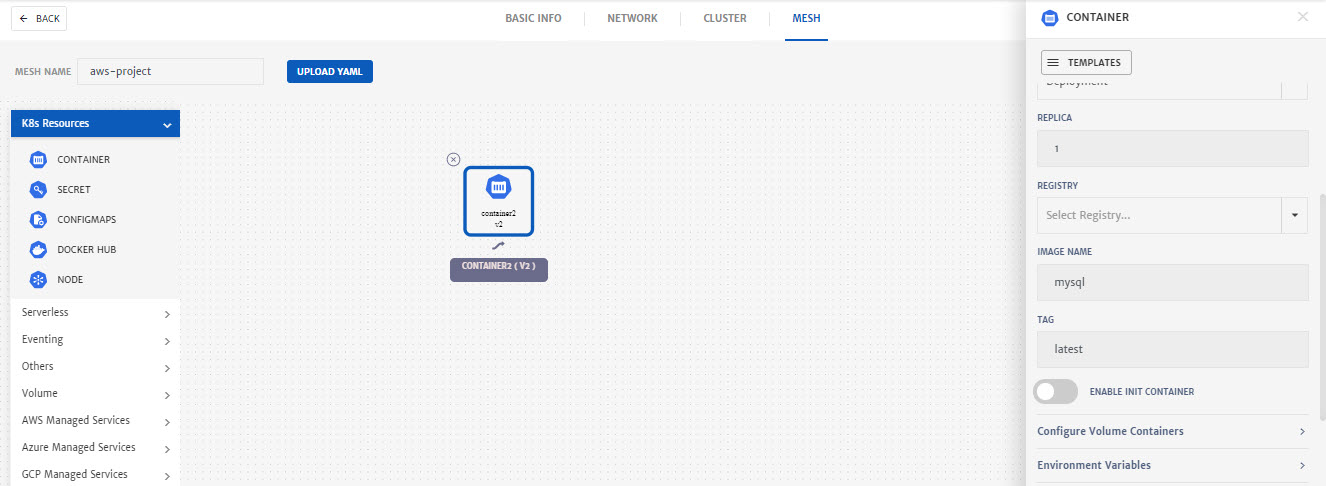 BACK
BASIC INFO
NETWORK
CLUSTER
MESH
MESH NAME
aws-project
UPLOAD YAML
K8s Resources
CONTAINER
SECRET
CONFIGMAPS
DOCKER HUB
NODE
Serverless
Eventing
Others
Volume
AWS Managed Services
Azure Managed Services
GCP Managed Services
container2
v2
CONTAINER2 ( V2 )
CONTAINER
TEMPLATES
Deployment
REPLICA
1
REGISTRY
Select Registry...
IMAGE NAME
mysql
TAG
latest
ENABLE INIT CONTAINER
Configure Volume Containers
Environment Variables